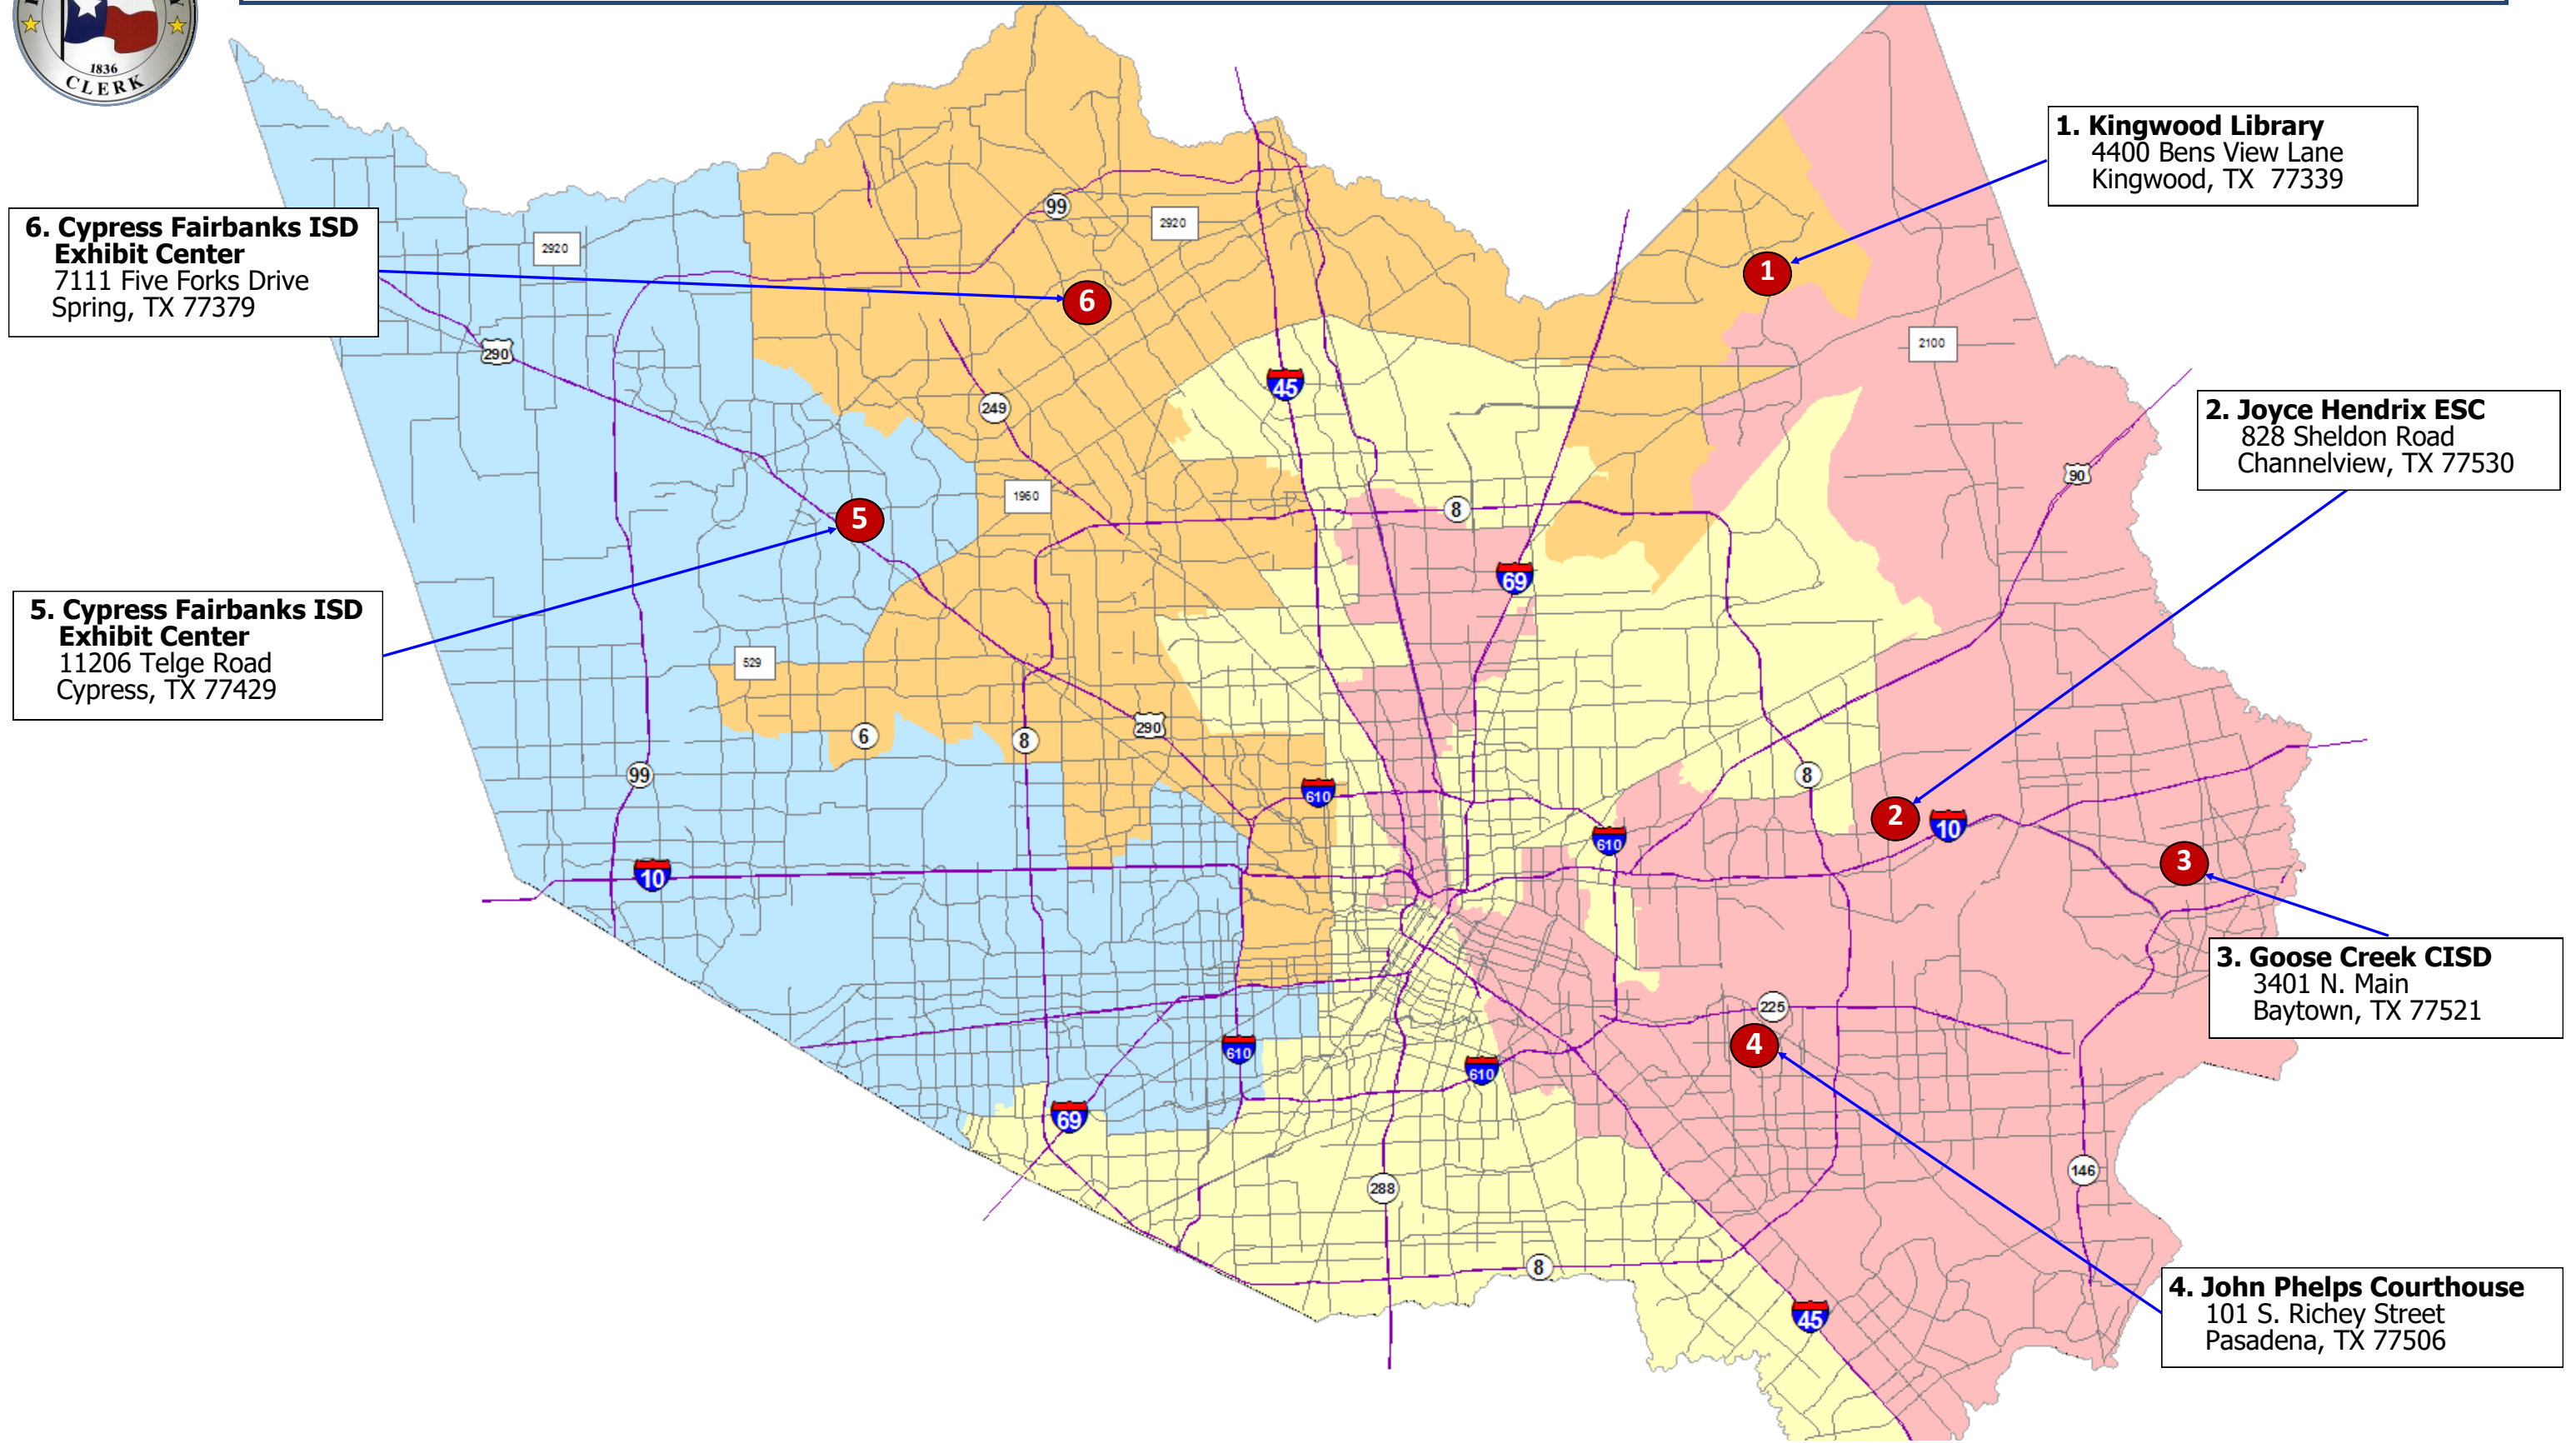 1836
CLERK
1. Kingwood Library
4400 Bens View Lane
Kingwood, TX 77339
6. Cypress Fairbanks ISD
Exhibit Center
7111 Five Forks Drive
Spring, TX 77379
2. Joyce Hendrix ESC
828 Sheldon Road
Channelview, TX 77530
5. Cypress Fairbanks ISD
Exhibit Center
11206 Telge Road
Cypress, TX 77429
3. Goose Creek CISD
3401 N. Main
Baytown, TX 77521
4. John Phelps Courthouse
101 S. Richey Street
Pasadena, TX 77506
99
2920
2920
1
6
290
2100
45
249
90
1960
5
8
69
529
6
8
290
99
8
610
2
10
610
3
10
225
4
610
610
69
146
288
8
45